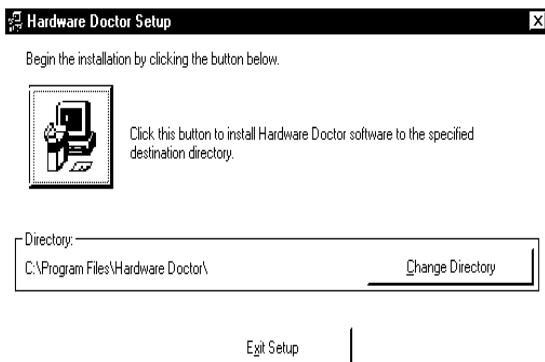 Hardware Doctor Setup
Begin the installation by clicking the button below.
Click this button to install Hardware Doctor software to the specified
destination directory.
Directory:
C:\Program Files\Hardware Doctor\
Change Directory
Exit Setup